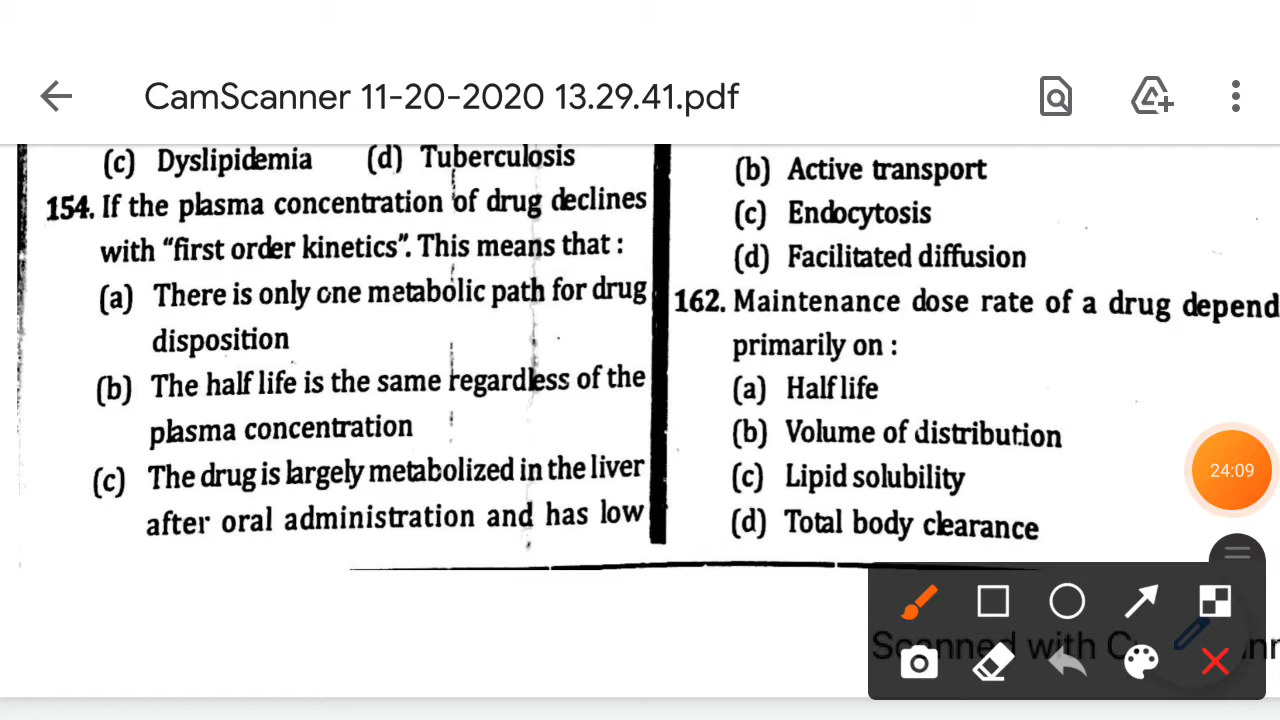 CamScanner 11-20-2020 13.29.41.pdf
(c) Dyslipidemia (d) Tuberculosis
154. If the plasma concentration of drug declines
with “first order kinetics”. This means that :
(a) There is only one metabolic path for drug
disposition
(b) The half life is the same regardless of the
plasma concentration
(c) The drug is largely metabolized in the liver
after oral administration and has low
(b) Active transport
(c) Endocytosis
(d) Facilitated diffusion
162. Maintenance dose rate of a drug depend
primarily on :
(a) Half life
(b) Volume of distribution
(c) Lipid solubility
(d) Total body clearance
24:09
Scanned with C